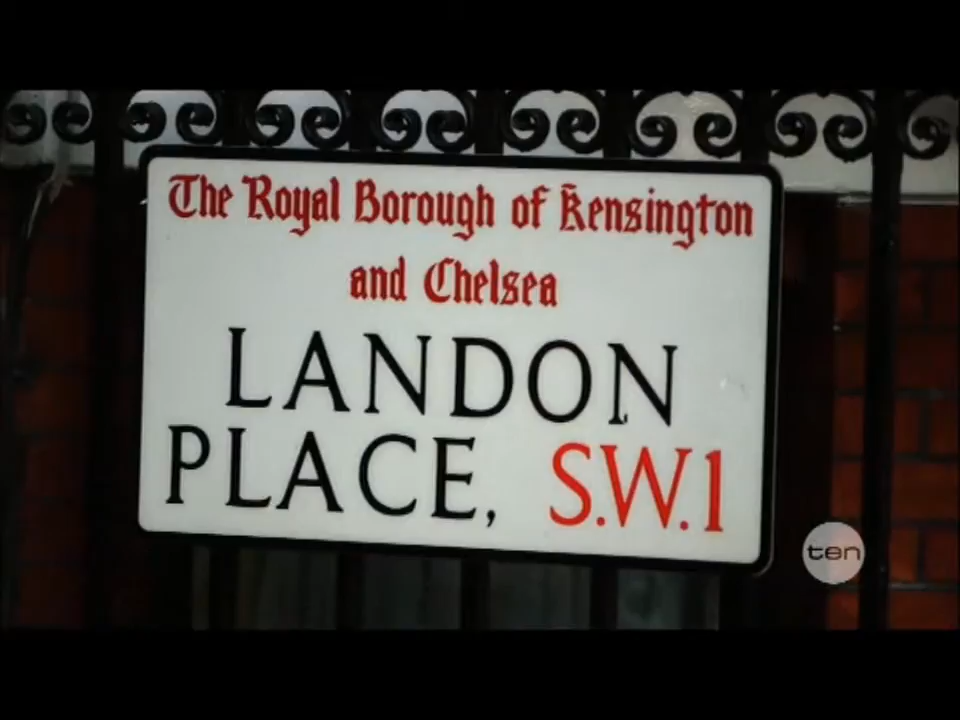 The Royal Borough of Kensington
and Chelsea
LANDON
PLACE, S.W.1
ten